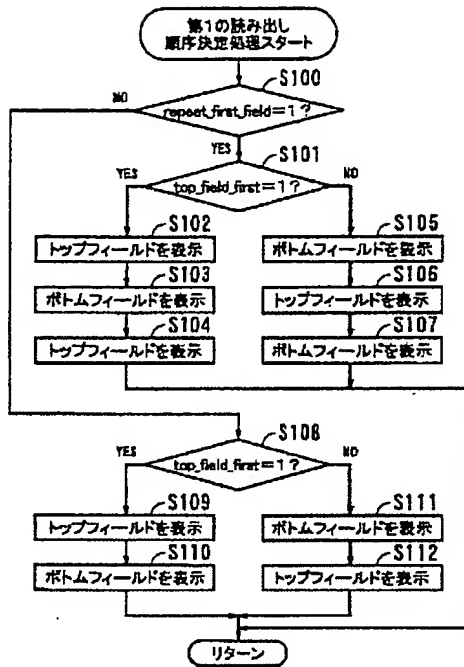 第1の読み出し
順序決定処理スタート
S100
NO
repeat_first_field=1?
YES
S101
YES
top_field_first=1?
NO
S102
トップフィールドを表示
S105
ボトムフィールドを表示
S103
ボトムフィールドを表示
S106
トップフィールドを表示
S104
トップフィールドを表示
S107
ボトムフィールドを表示
S108
YES
top_field_first=1?
NO
S109
トップフィールドを表示
S111
ボトムフィールドを表示
S110
ボトムフィールドを表示
S112
トップフィールドを表示
リターン